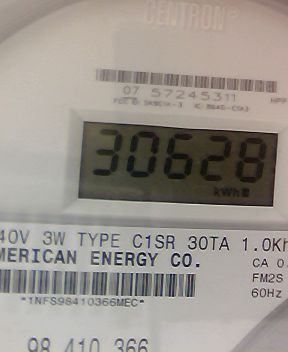 CENTRON®
07 57245311
30628
kWh
40V 3W TYPE C1SR 30TA 1.0Kh
MERICAN ENERGY CO.
CA 0.
FM2S
60Hz
*1NFS98410366MEC*
98 410 366